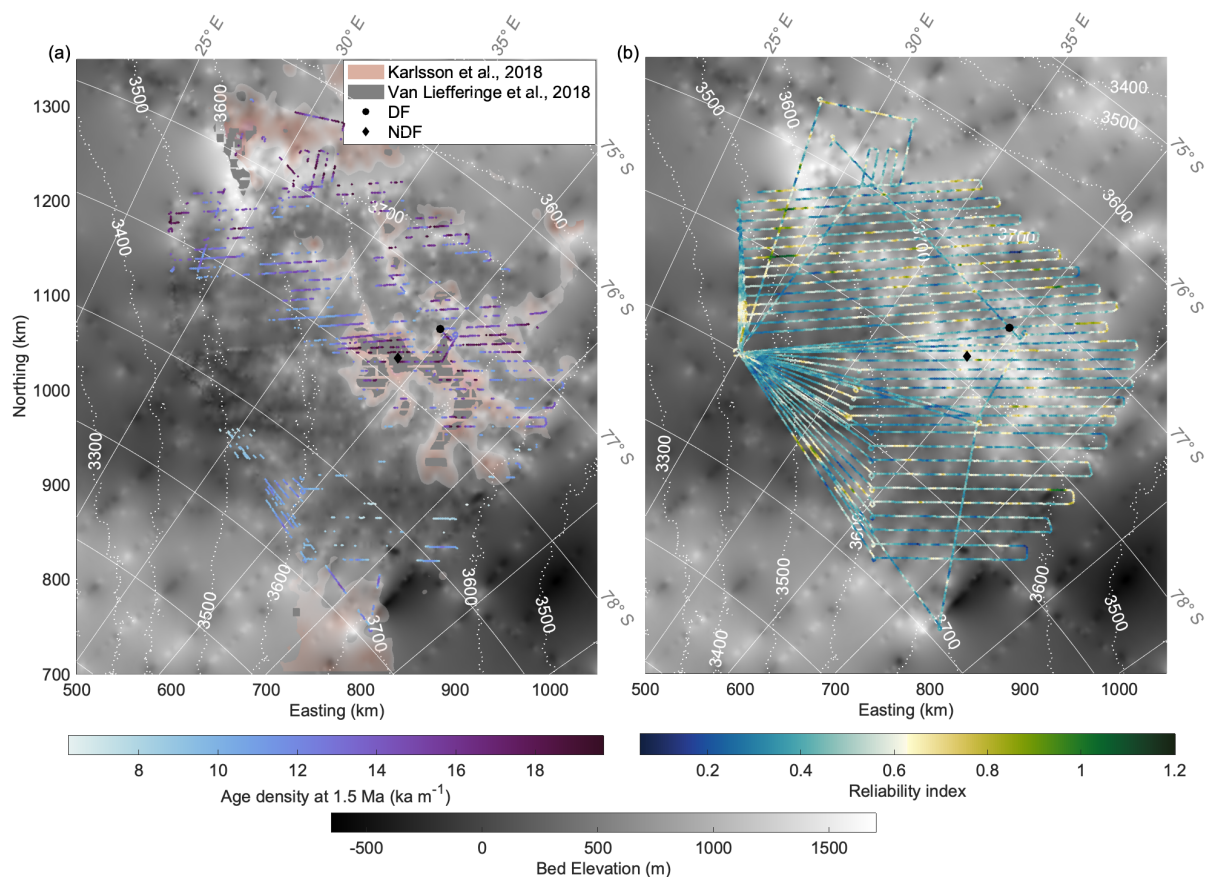 25° E
30° E
35° E
25° E
30° E
35° E
(a)
(b)
Karlsson et al., 2018
Van Liefferinge et al., 2018
DF
NDF
3500
3600
3400
3700
3600
3300
3600
3500
3700
3600
3500
75° S
76° S
77° S
78° S
1300
1200
1100
1000
900
800
700
Northing (km)
500
600
700
800
900
1000
Easting (km)
3500
3600
3400
3500
3400
3600
3700
3700
3300
3600
3500
3400
3700
3600
3500
75° S
76° S
77° S
78° S
500
600
700
800
900
1000
Easting (km)
8
10
12
14
16
18
Age density at 1.5 Ma (ka m⁻¹)
0.2
0.4
0.6
0.8
1
1.2
Reliability index
-500
0
500
1000
1500
Bed Elevation (m)